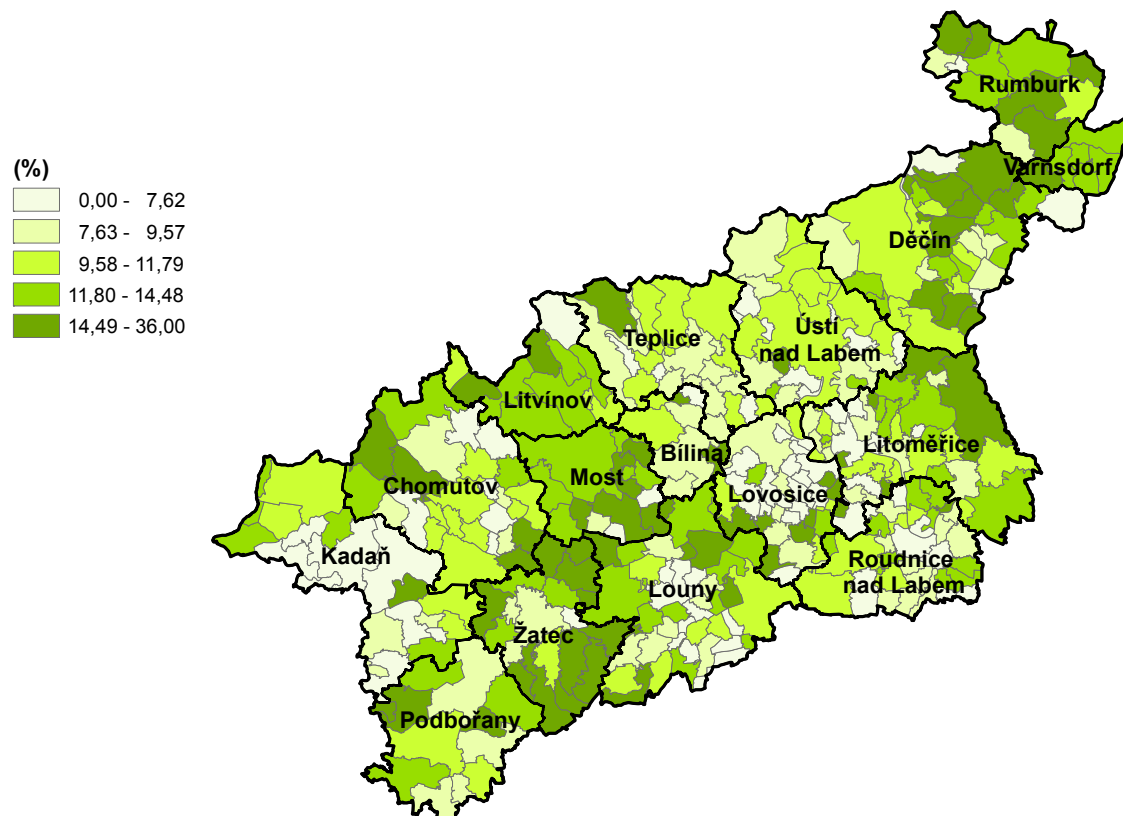 (%)
0,00 - 7,62
7,63 - 9,57
9,58 - 11,79
11,80 - 14,48
14,49 - 36,00
Rumburk
Varnsdorf
Děčín
Ústí
nad Labem
Teplice
Litvínov
Litoměřice
Bílina
Most
Chomutov
Lovosice
Kadaň
Roudnice
nad Labem
Louny
Žatec
Podbořany